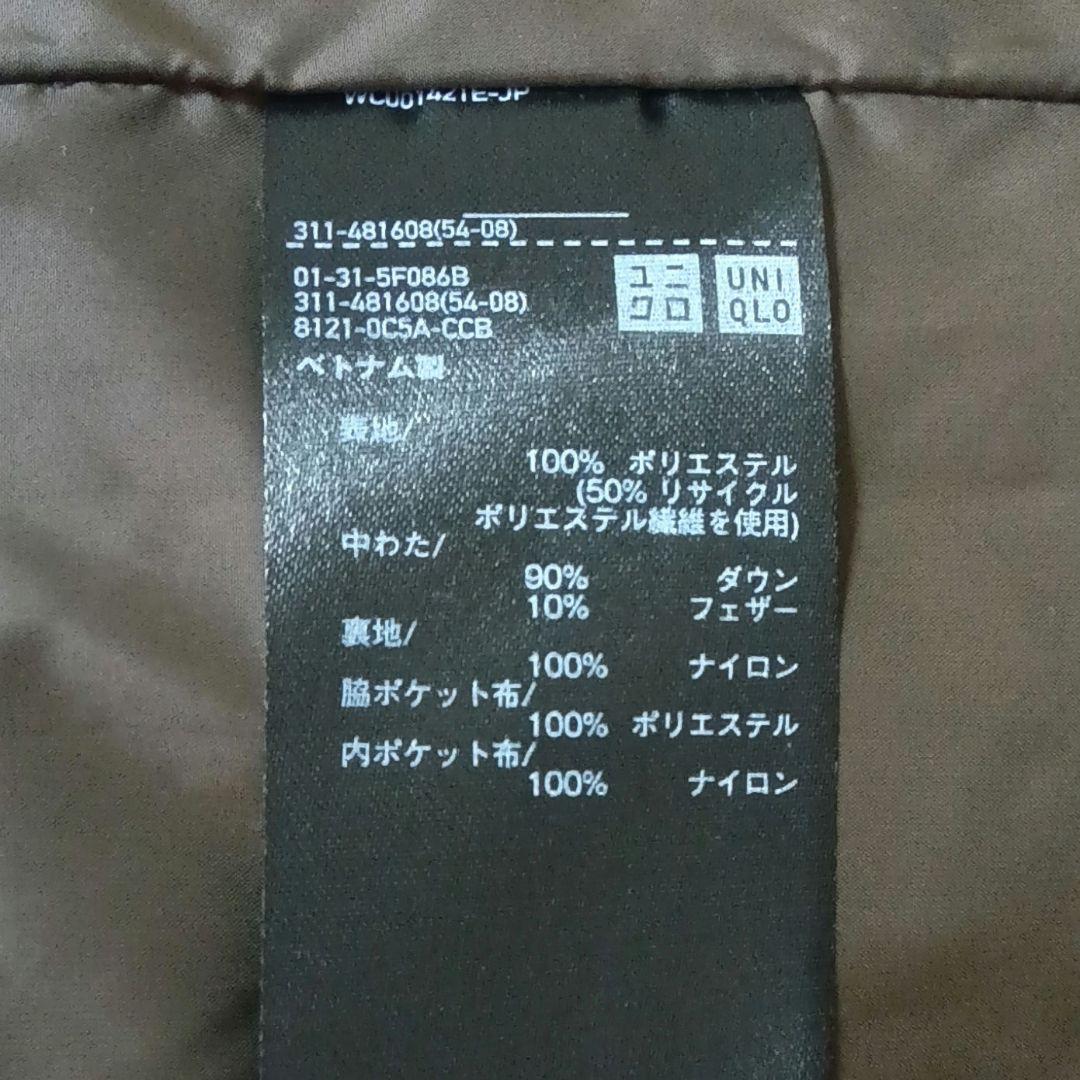 WC001421E-JP
311-481608(54-08)
01-31-5F086B
311-481608(54-08)
8121-0C5A-CCB
ユニ
クロ
UNI
QLO
ベトナム製
表地/
100% ポリエステル
(50% リサイクル
ポリエステル繊維を使用)
中わた/
90% ダウン
10% フェザー
裏地/
100% ナイロン
脇ポケット布/
100% ポリエステル
内ポケット布/
100% ナイロン